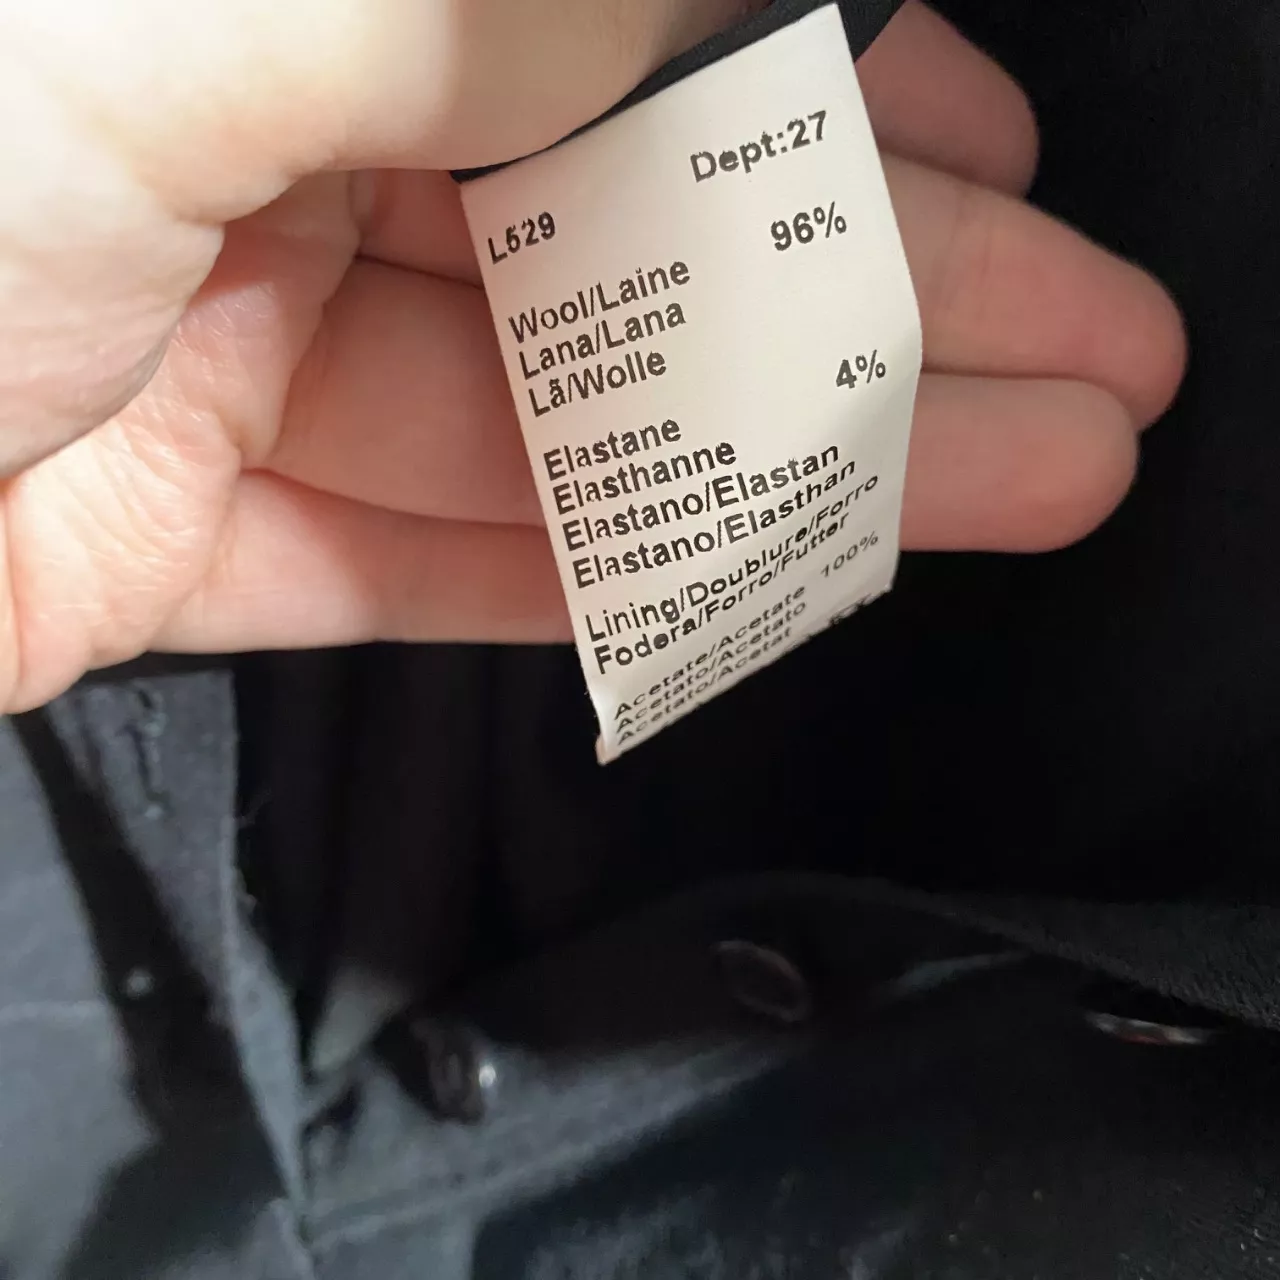 Dept:27
L529
96%
Wool/Laine
Lana/Lana
Lã/Wolle
4%
Elastane
Elasthanne
Elastano/Elastan
Elastano/Elasthan
Lining/Doublure/Forro
Fodera/Forro/Futter
100%
Acetate/Acetate
Acetato/Acetato
Acetato/Acetat